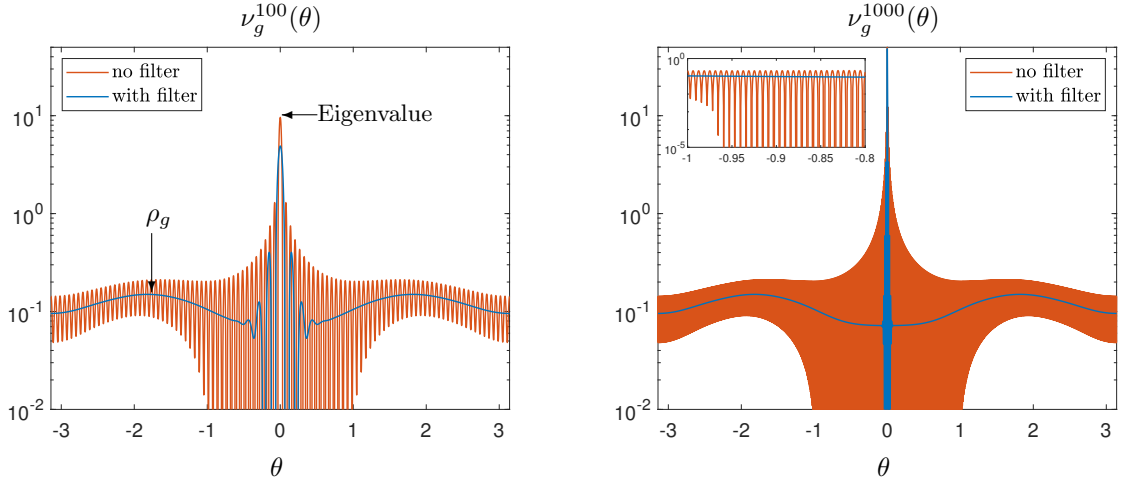 ν_g^{100}(θ)
no filter
with filter
Eigenvalue
ρ_g
10^1
10^0
10^{-1}
10^{-2}
-3 -2 -1 0 1 2 3
θ
ν_g^{1000}(θ)
no filter
with filter
10^0
10^{-5}
-1 -0.95 -0.9 -0.85 -0.8
10^1
10^0
10^{-1}
10^{-2}
-3 -2 -1 0 1 2 3
θ